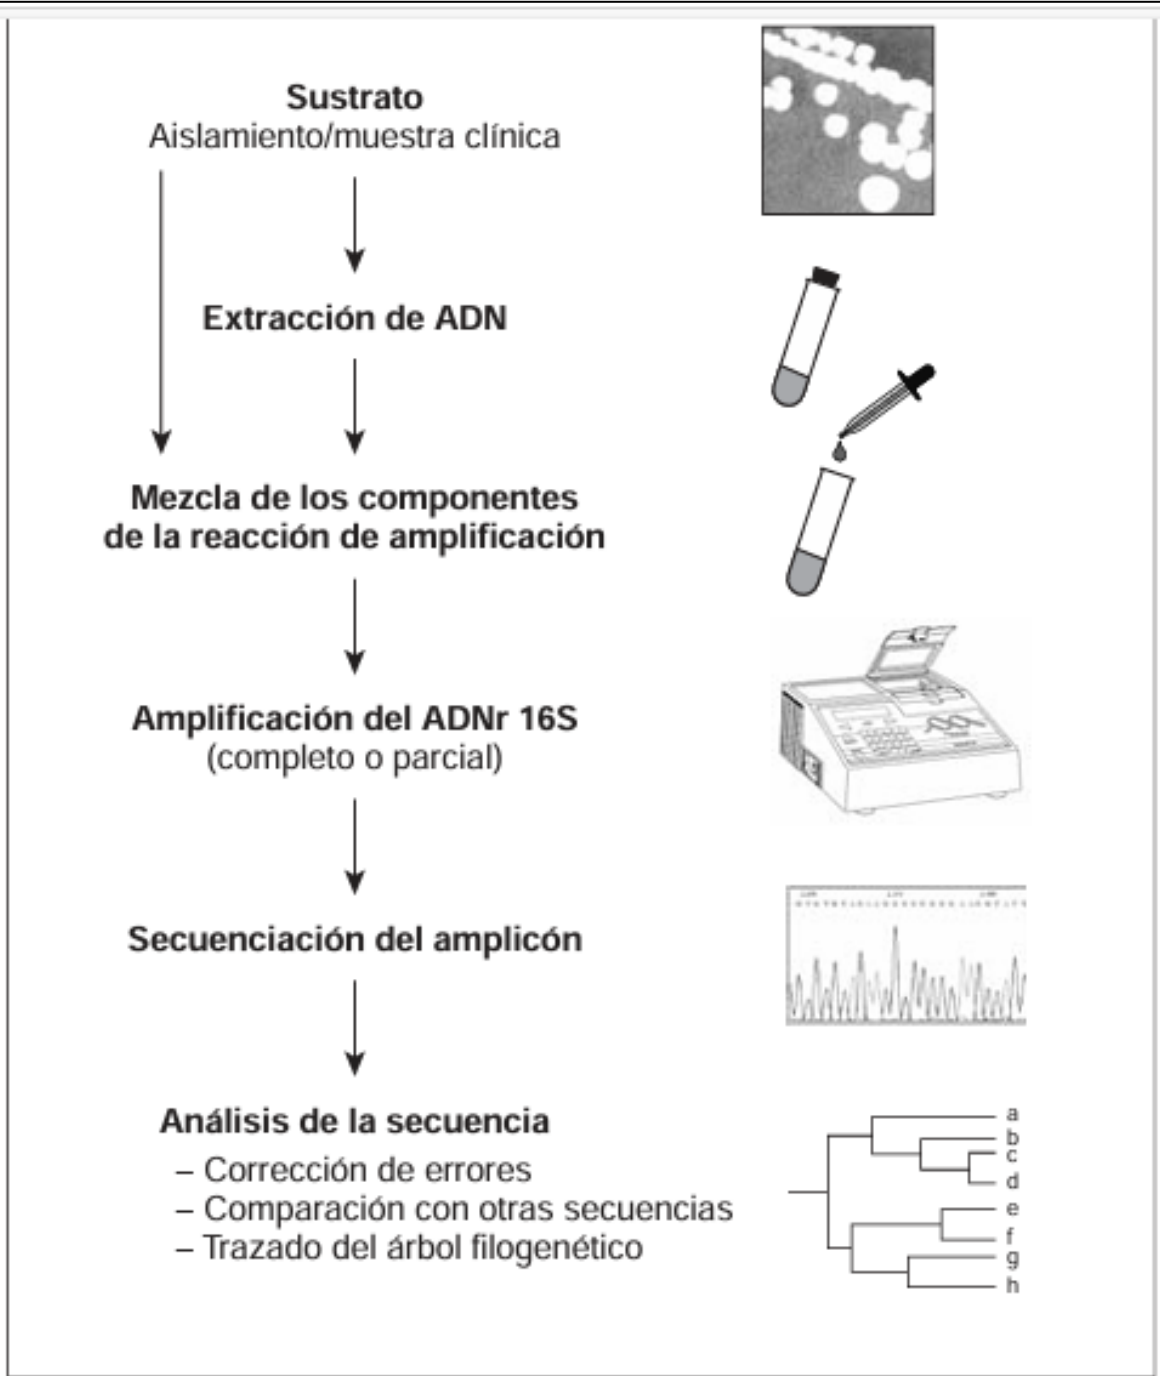 Sustrato
Aislamiento/muestra clínica
Extracción de ADN
Mezcla de los componentes
de la reacción de amplificación
Amplificación del ADNr 16S
(completo o parcial)
Secuenciación del amplicón
Análisis de la secuencia
– Corrección de errores
– Comparación con otras secuencias
– Trazado del árbol filogenético
a
b
c
d
e
f
g
h